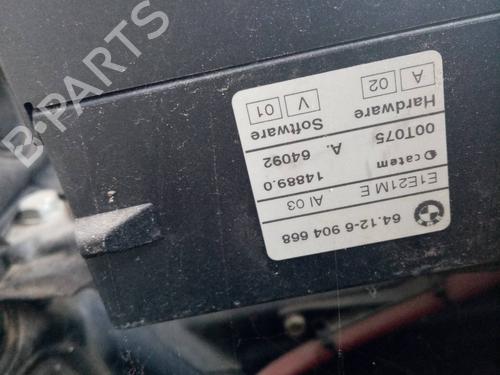 B-PARTS
64.12-6 904 668
E1E21M E AI 03
catem 14889.0
00T075 A. 64092
Hardware Software
A 02 V 01